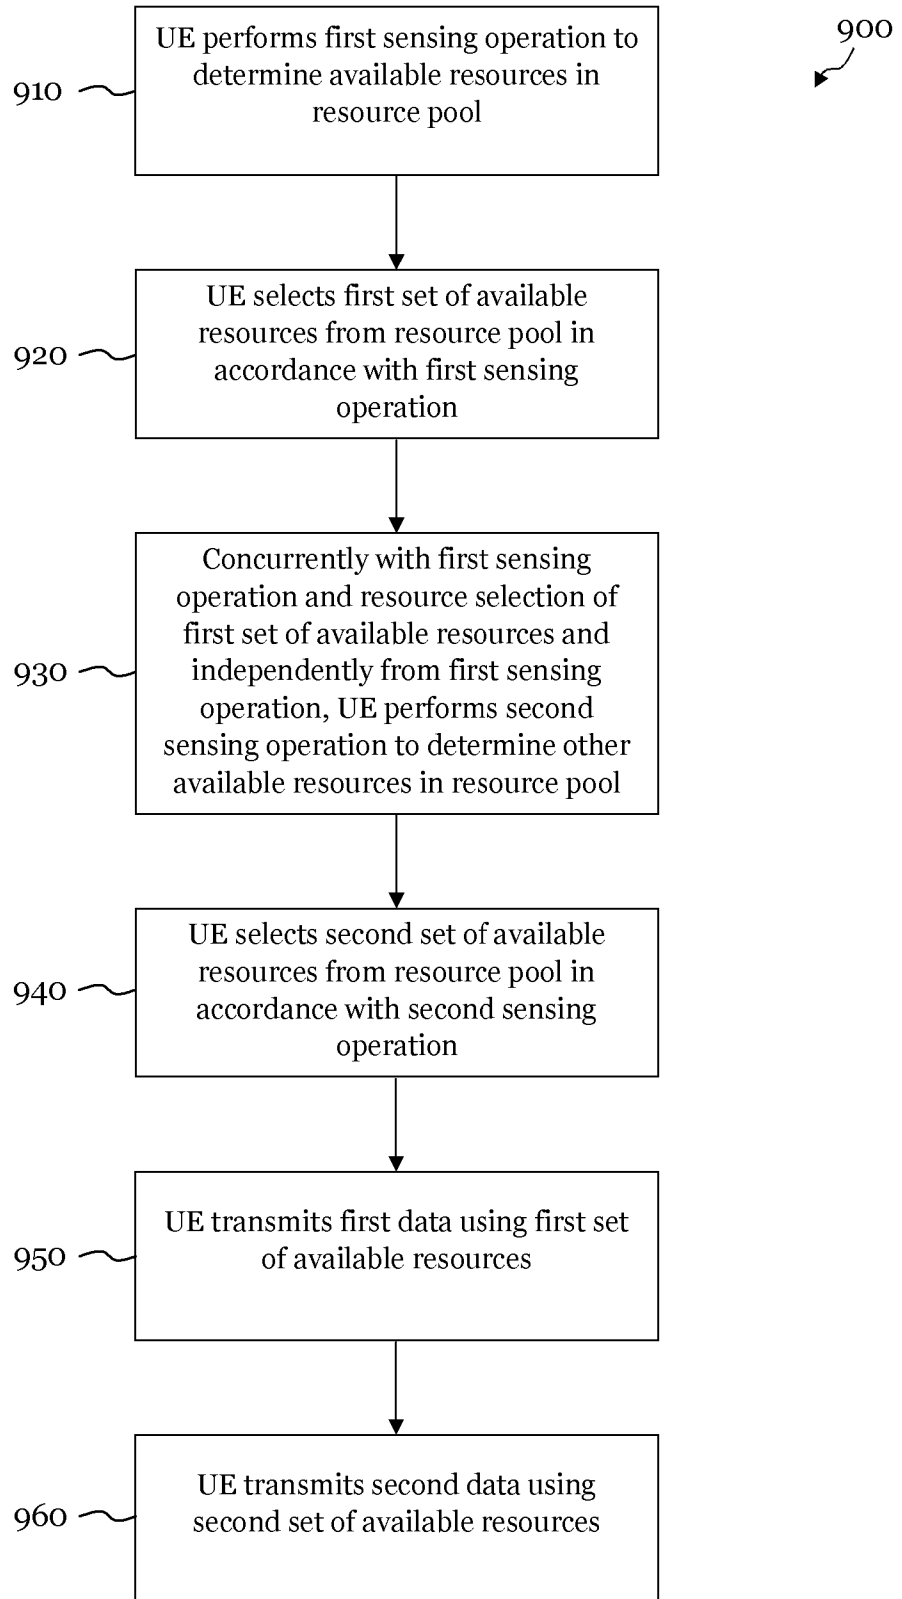 900
UE performs first sensing operation to
determine available resources in
resource pool
910
UE selects first set of available
resources from resource pool in
accordance with first sensing
operation
920
Concurrently with first sensing
operation and resource selection of
first set of available resources and
independently from first sensing
operation, UE performs second
sensing operation to determine other
available resources in resource pool
930
UE selects second set of available
resources from resource pool in
accordance with second sensing
operation
940
UE transmits first data using first set
of available resources
950
UE transmits second data using
second set of available resources
960